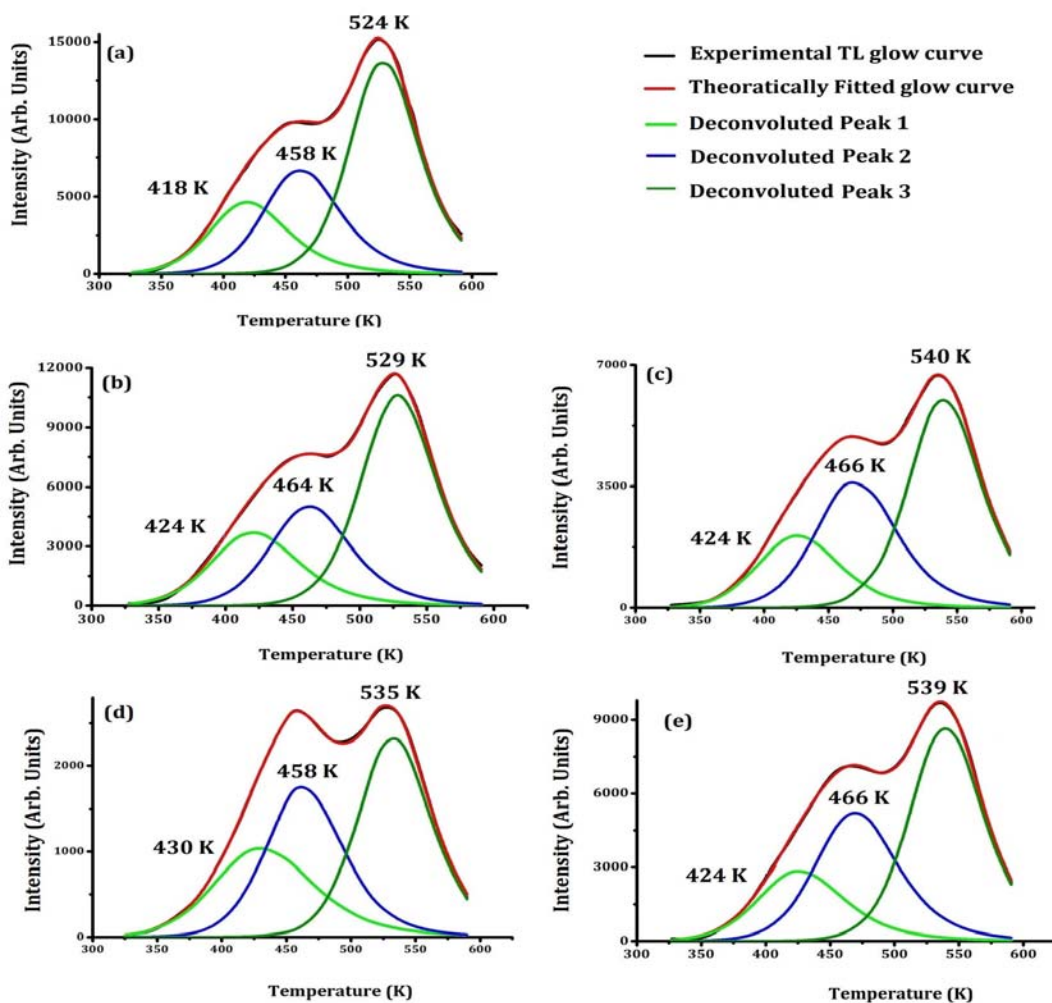 (a)
524 K
458 K
418 K
15000
10000
5000
0
300 350 400 450 500 550 600
Intensity (Arb. Units)
Temperature (K)
Experimental TL glow curve
Theoratically Fitted glow curve
Deconvoluted Peak 1
Deconvoluted Peak 2
Deconvoluted Peak 3
(b)
529 K
464 K
424 K
12000
9000
6000
3000
0
300 350 400 450 500 550 600
Intensity (Arb. Units)
Temperature (K)
(c)
540 K
466 K
424 K
7000
3500
0
300 350 400 450 500 550 600
Intensity (Arb. Units)
Temperature (K)
(d)
535 K
458 K
430 K
2000
1000
0
300 350 400 450 500 550 600
Intensity (Arb. Units)
Temperature (K)
(e)
539 K
466 K
424 K
9000
6000
3000
0
300 350 400 450 500 550 600
Intensity (Arb. Units)
Temperature (K)